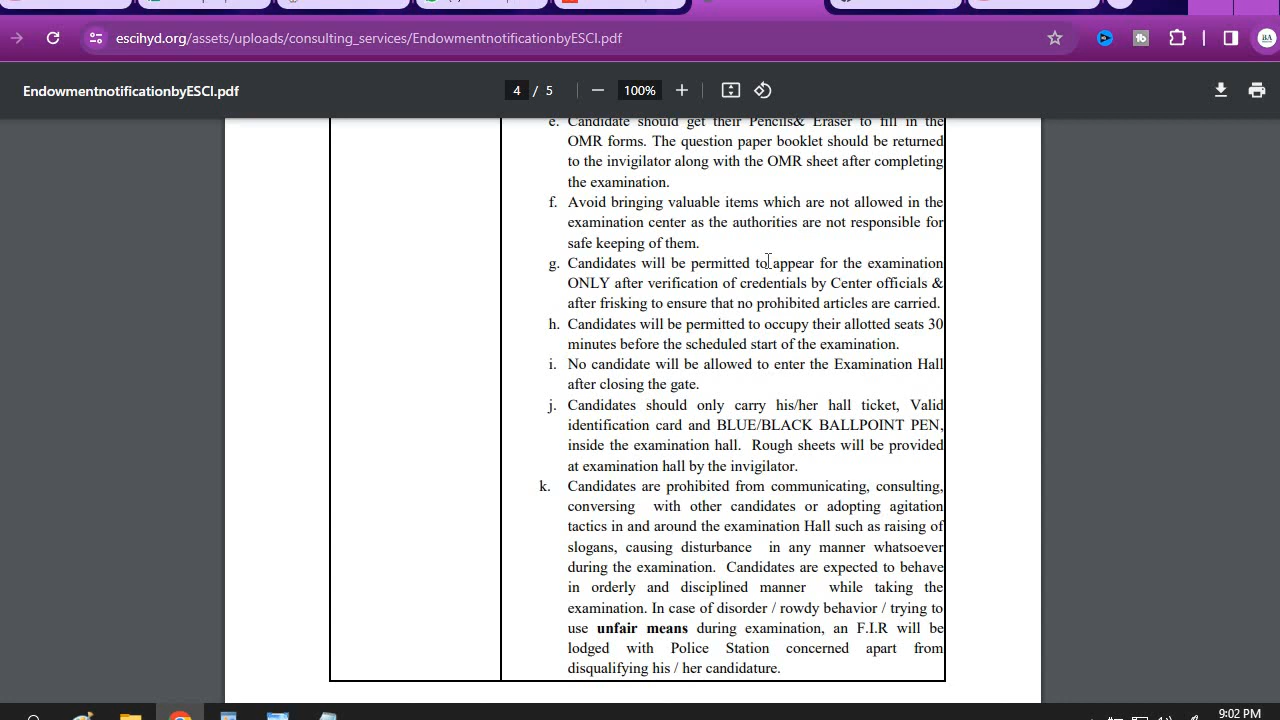 escihyd.org/assets/uploads/consulting_services/EndowmentnotificationbyESCI.pdf
BA
EndowmentnotificationbyESCI.pdf
4 / 5
100%
e. Candidate should get their Pencils& Eraser to fill in the
OMR forms. The question paper booklet should be returned
to the invigilator along with the OMR sheet after completing
the examination.
f. Avoid bringing valuable items which are not allowed in the
examination center as the authorities are not responsible for
safe keeping of them.
g. Candidates will be permitted to appear for the examination
ONLY after verification of credentials by Center officials &
after frisking to ensure that no prohibited articles are carried.
h. Candidates will be permitted to occupy their allotted seats 30
minutes before the scheduled start of the examination.
i. No candidate will be allowed to enter the Examination Hall
after closing the gate.
j. Candidates should only carry his/her hall ticket, Valid
identification card and BLUE/BLACK BALLPOINT PEN,
inside the examination hall. Rough sheets will be provided
at examination hall by the invigilator.
k. Candidates are prohibited from communicating, consulting,
conversing with other candidates or adopting agitation
tactics in and around the examination Hall such as raising of
slogans, causing disturbance in any manner whatsoever
during the examination. Candidates are expected to behave
in orderly and disciplined manner while taking the
examination. In case of disorder / rowdy behavior / trying to
use unfair means during examination, an F.I.R will be
lodged with Police Station concerned apart from
disqualifying his / her candidature.
9:02 PM